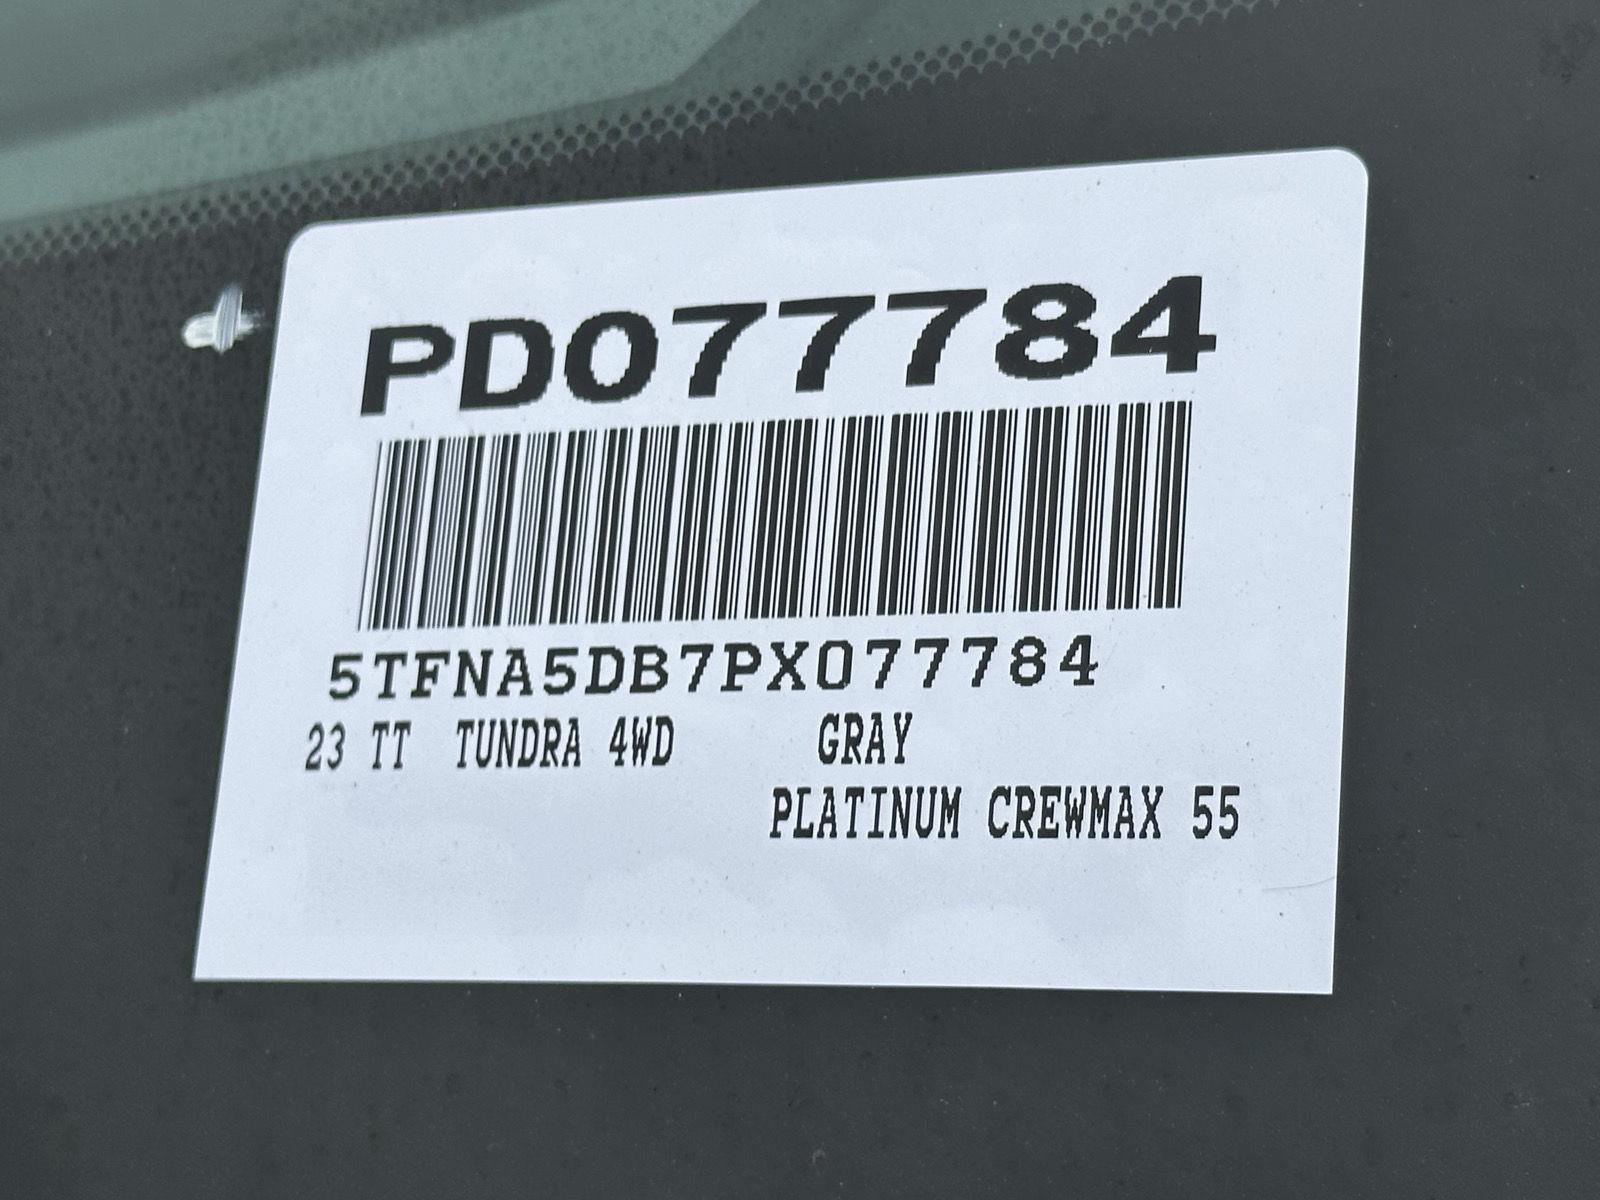 PD077784
5TFNA5DB7PX077784
23 TT TUNDRA 4WD GRAY
PLATINUM CREWMAX 55